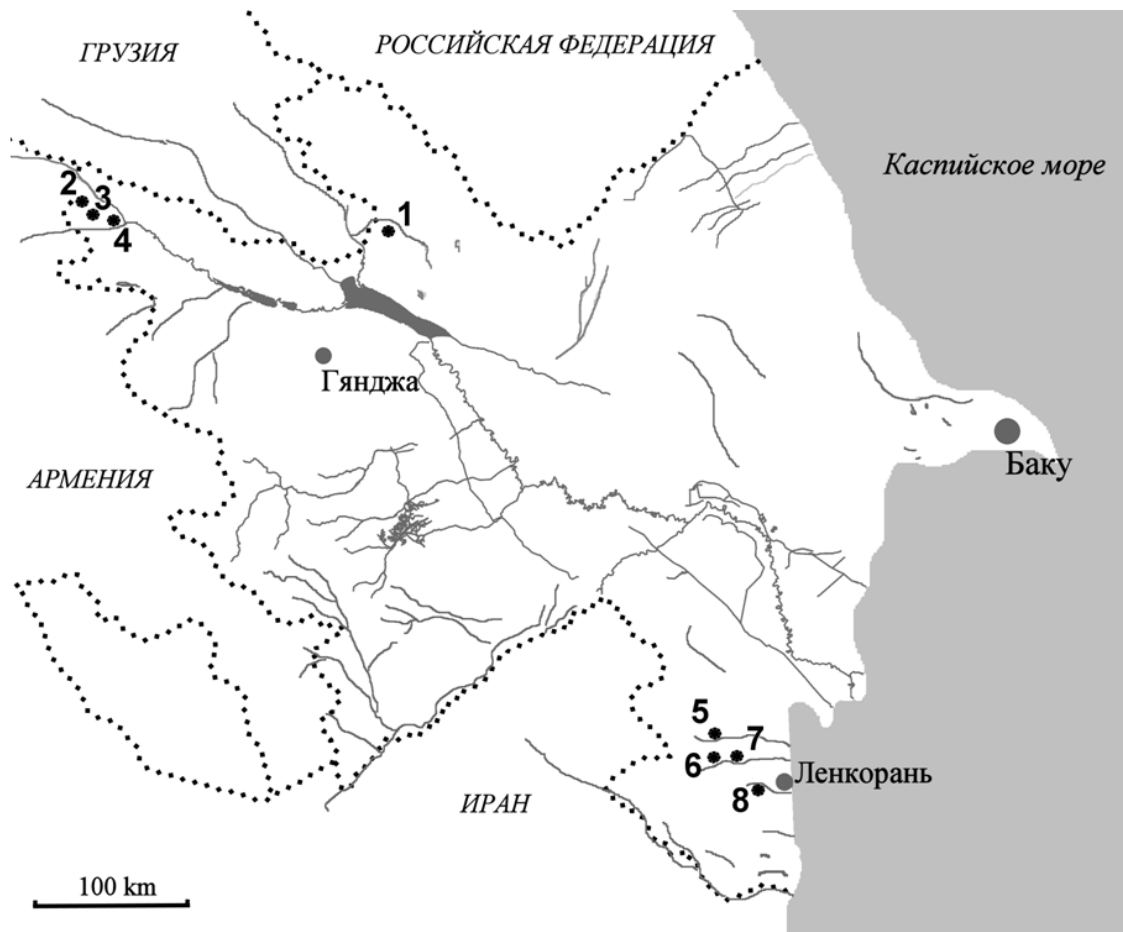 РОССИЙСКАЯ ФЕДЕРАЦИЯ
ГРУЗИЯ
Каспийское море
2
3
4
1
Гянджа
Баку
АРМЕНИЯ
5
7
6
Ленкорань
8
ИРАН
100 km